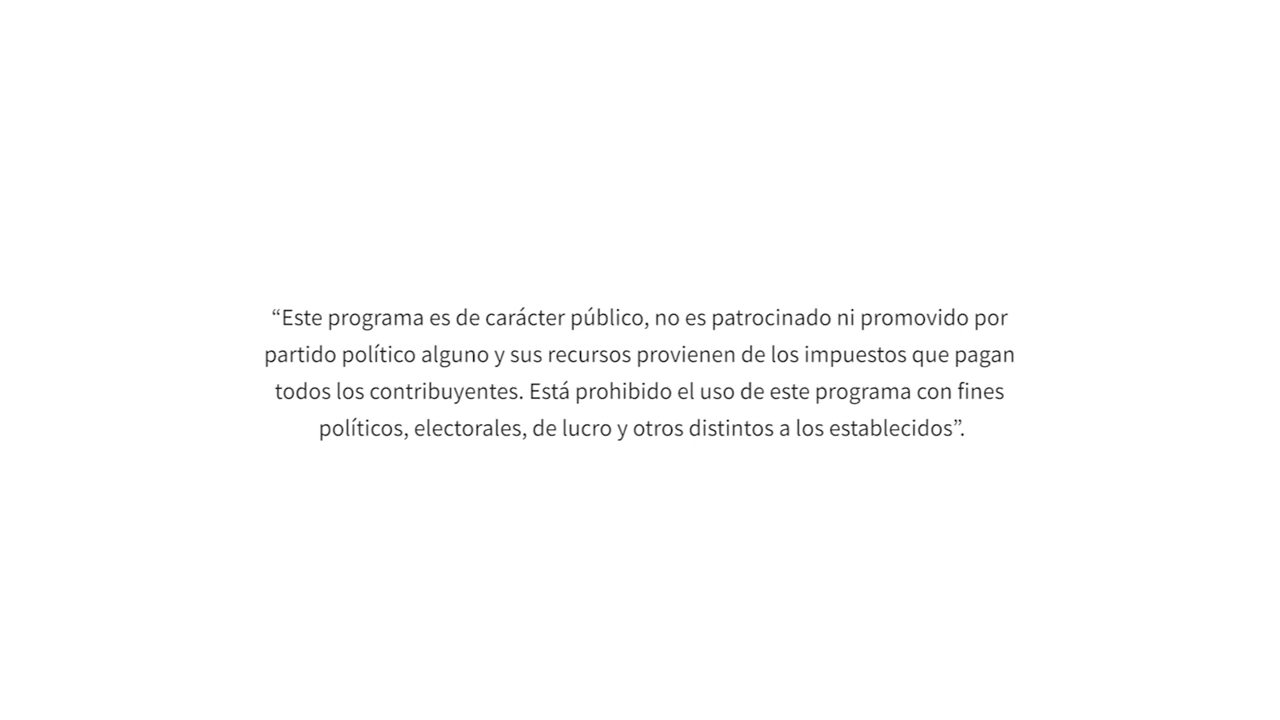 “Este programa es de carácter público, no es patrocinado ni promovido por
partido político alguno y sus recursos provienen de los impuestos que pagan
todos los contribuyentes. Está prohibido el uso de este programa con fines
políticos, electorales, de lucro y otros distintos a los establecidos”.